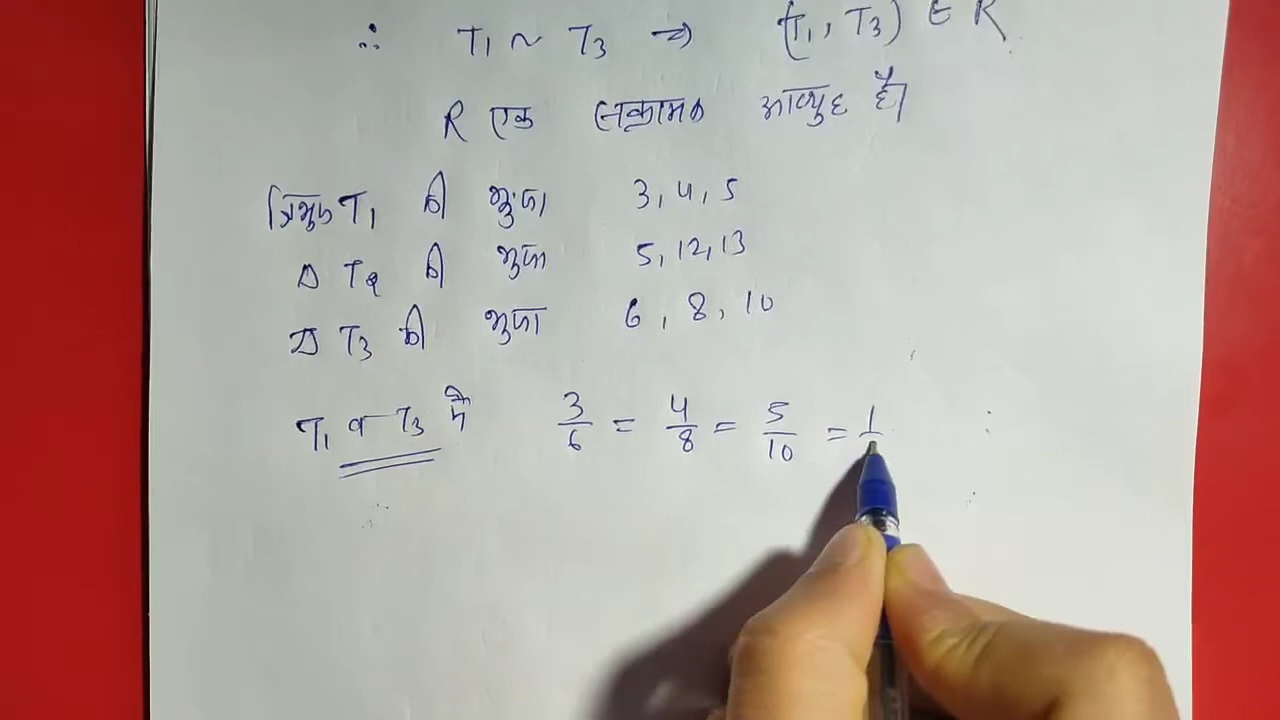 ∴ T₁ ~ T₃ ⇒ (T₁, T₃) ∈ R
R एक सक्रामक आव्युह है।
त्रिभुज T₁ की भुजा 3, 4, 5
Δ T₂ की भुजा 5, 12, 13
Δ T₃ की भुजा 6, 8, 10
T₁ व T₃ में 3/6 = 4/8 = 5/10 = 1/